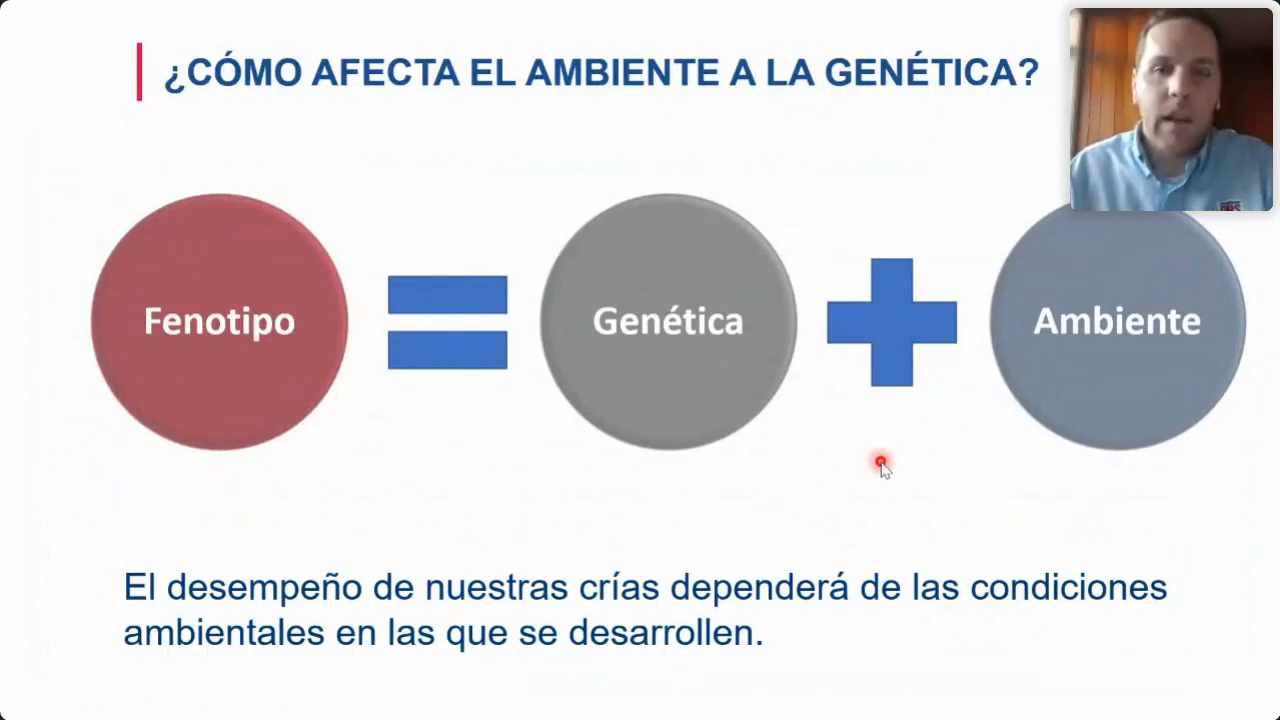 ¿CÓMO AFECTA EL AMBIENTE A LA GENÉTICA?
Fenotipo
Genética
Ambiente
El desempeño de nuestras crías dependerá de las condiciones
ambientales en las que se desarrollen.